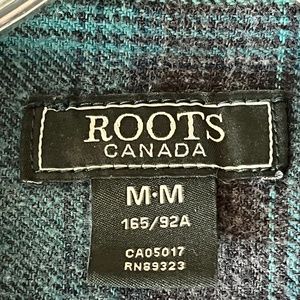 ROOTS
CANADA
M·M
165/92A
CA05017
RN89323